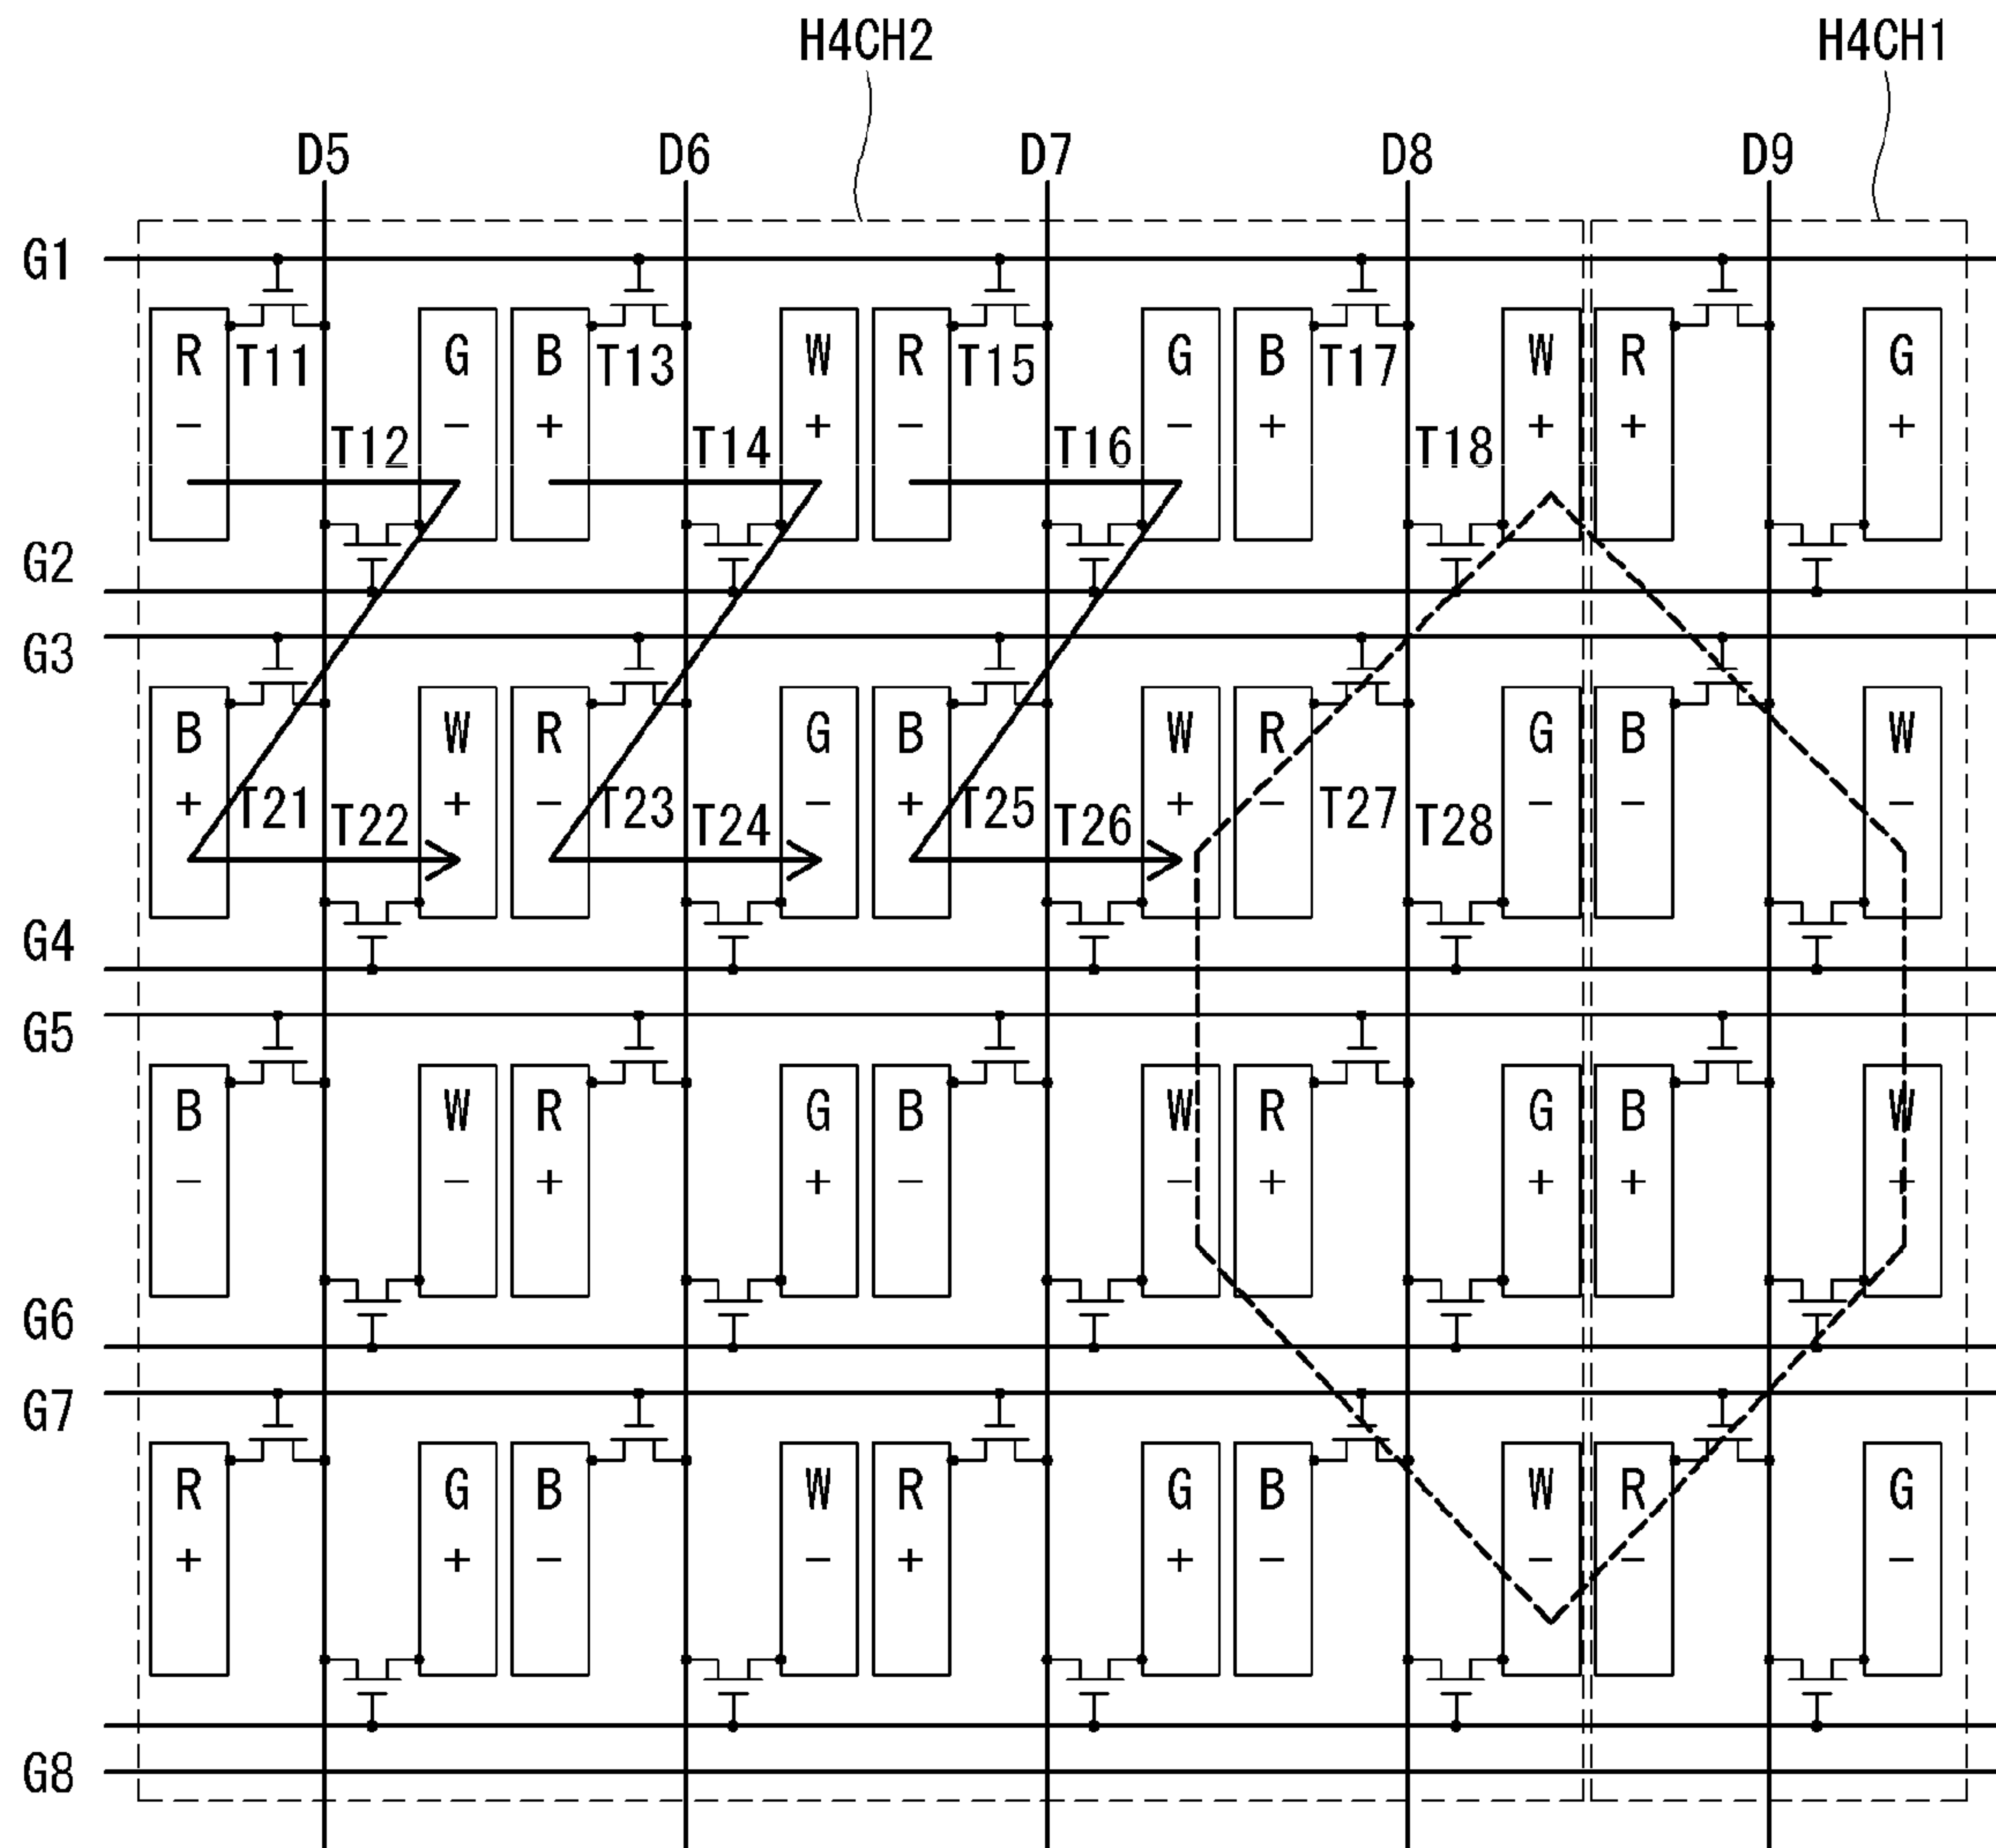 H4CH2 H4CH1
D5 D6 D7 D8 D9
G1
R T11 G B T13 W R T15 G B T17 W R G
- - + + - - + + + +
T12 T14 T16 T18
G2
G3
B W R G B W R G B W
+ T21 + - T23 - + T25 + - T27 - - -
T22 T24 T26 T28
G4
G5
B W R G B W R G B W
- - + + - - + + + +
G6
G7
R G B W R G B W R G
+ + - - + + - - - -
G8